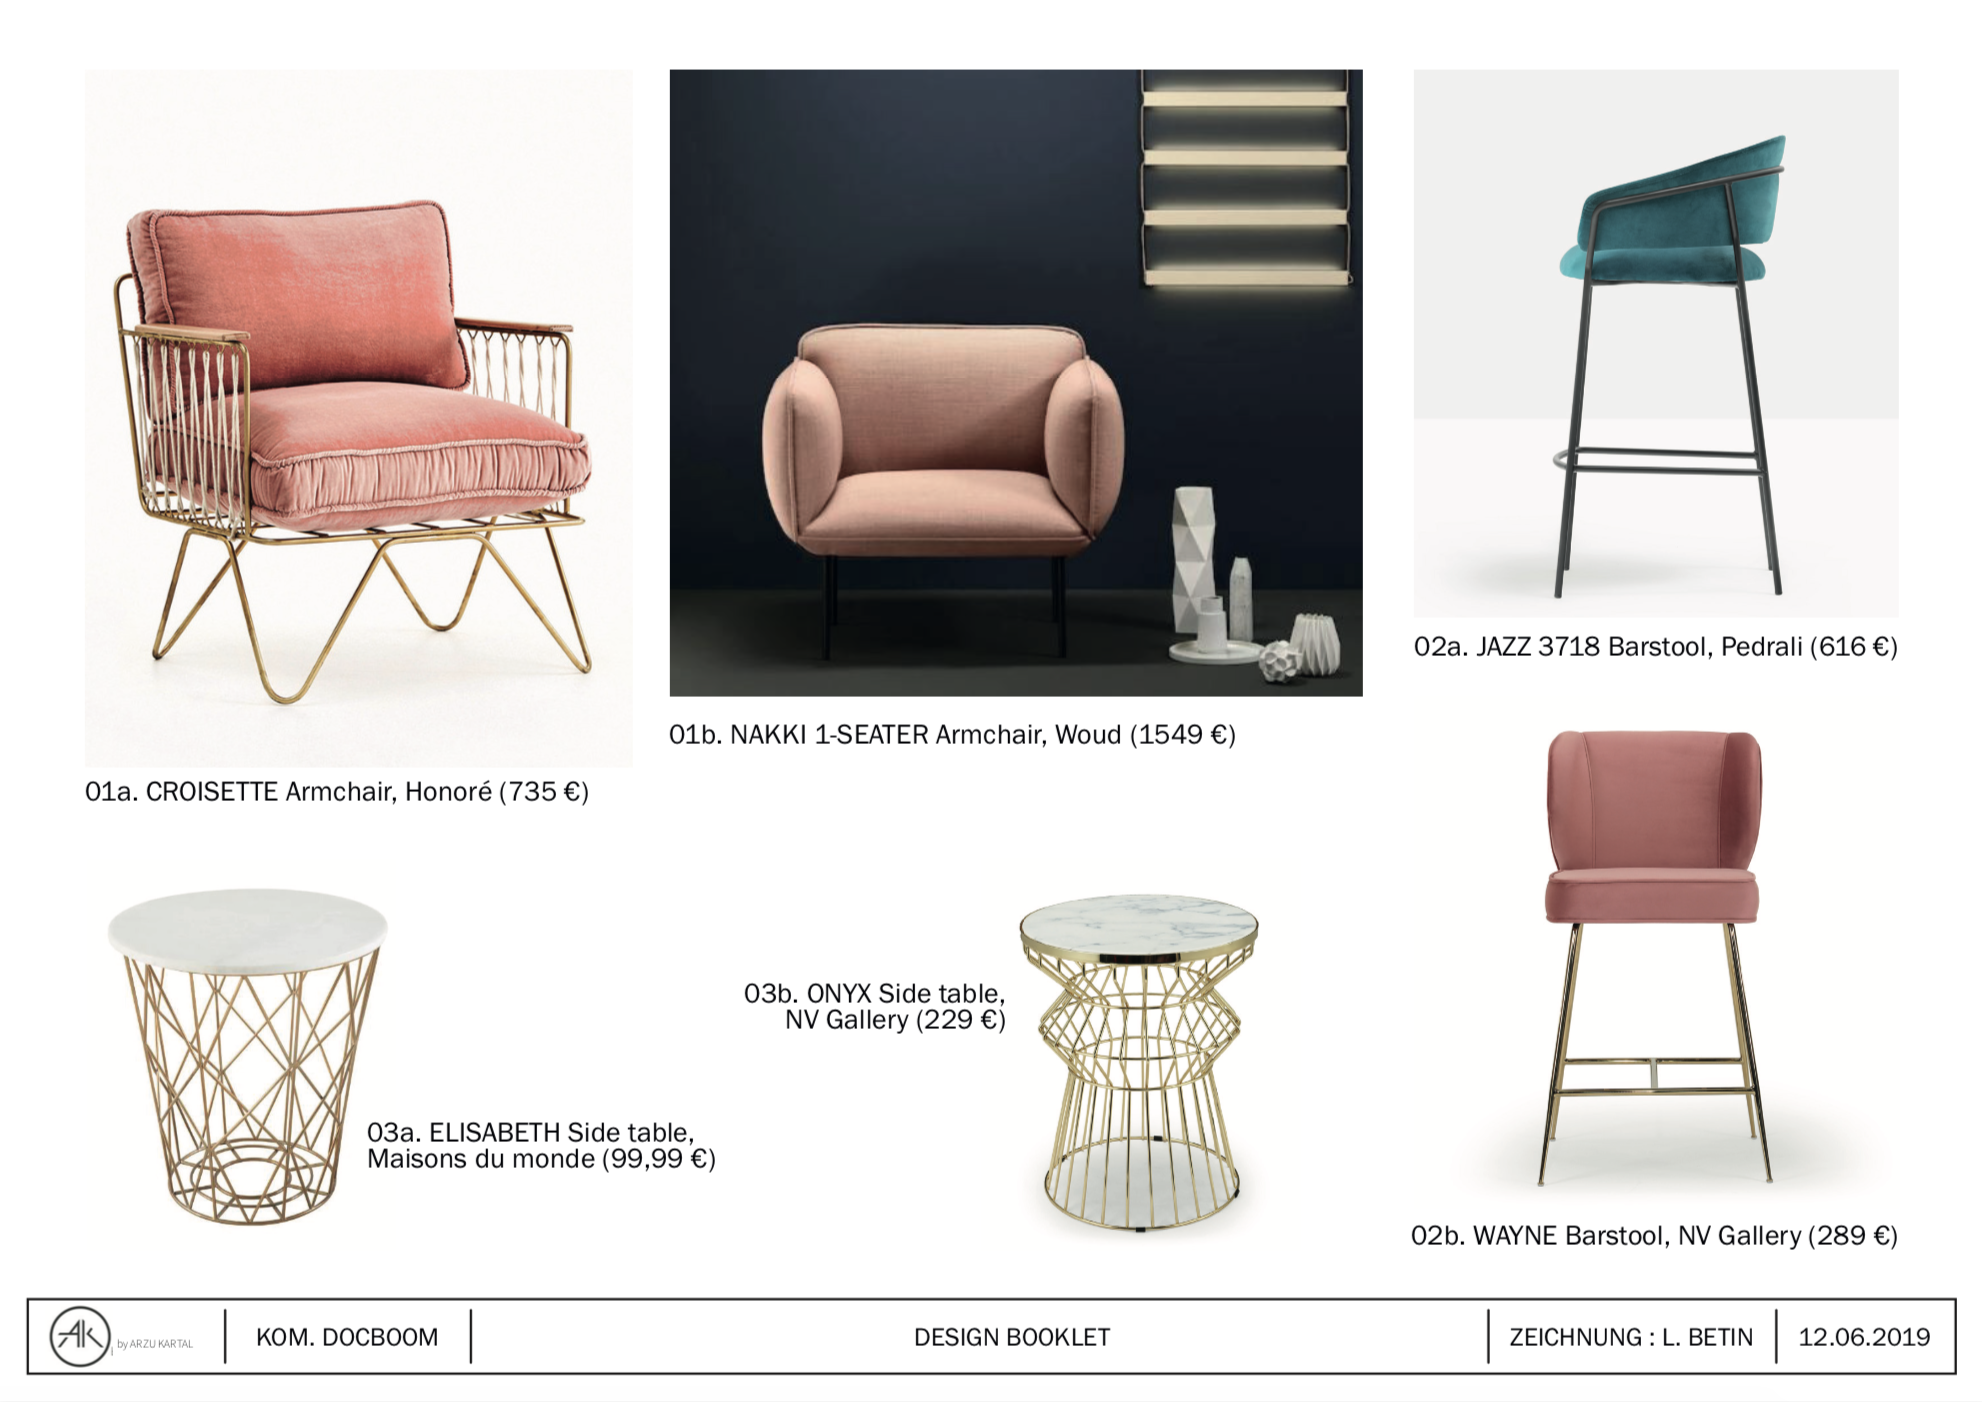 01a. CROISETTE Armchair, Honoré (735 €)
01b. NAKKI 1-SEATER Armchair, Woud (1549 €)
02a. JAZZ 3718 Barstool, Pedrali (616 €)
03a. ELISABETH Side table,
Maisons du monde (99,99 €)
03b. ONYX Side table,
NV Gallery (229 €)
02b. WAYNE Barstool, NV Gallery (289 €)
AK by ARZU KARTAL
KOM. DOCBOOM
DESIGN BOOKLET
ZEICHNUNG : L. BETIN
12.06.2019